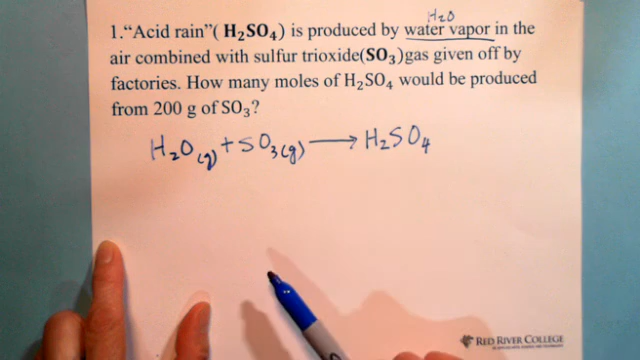 H₂O
1.“Acid rain”( H₂SO₄) is produced by water vapor in the
air combined with sulfur trioxide(SO₃)gas given off by
factories. How many moles of H₂SO₄ would be produced
from 200 g of SO₃?
H₂O(g) + SO₃(g) ⟶ H₂SO₄
RED RIVER COLLEGE